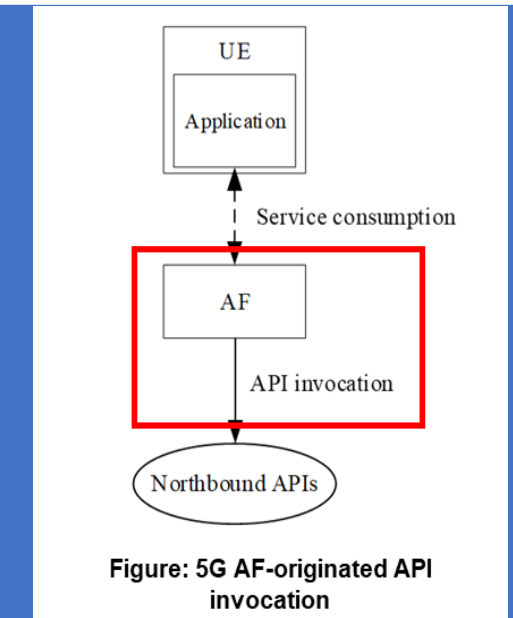 UE
Application
Service consumption
AF
API invocation
Northbound APIs
Figure: 5G AF-originated API
invocation